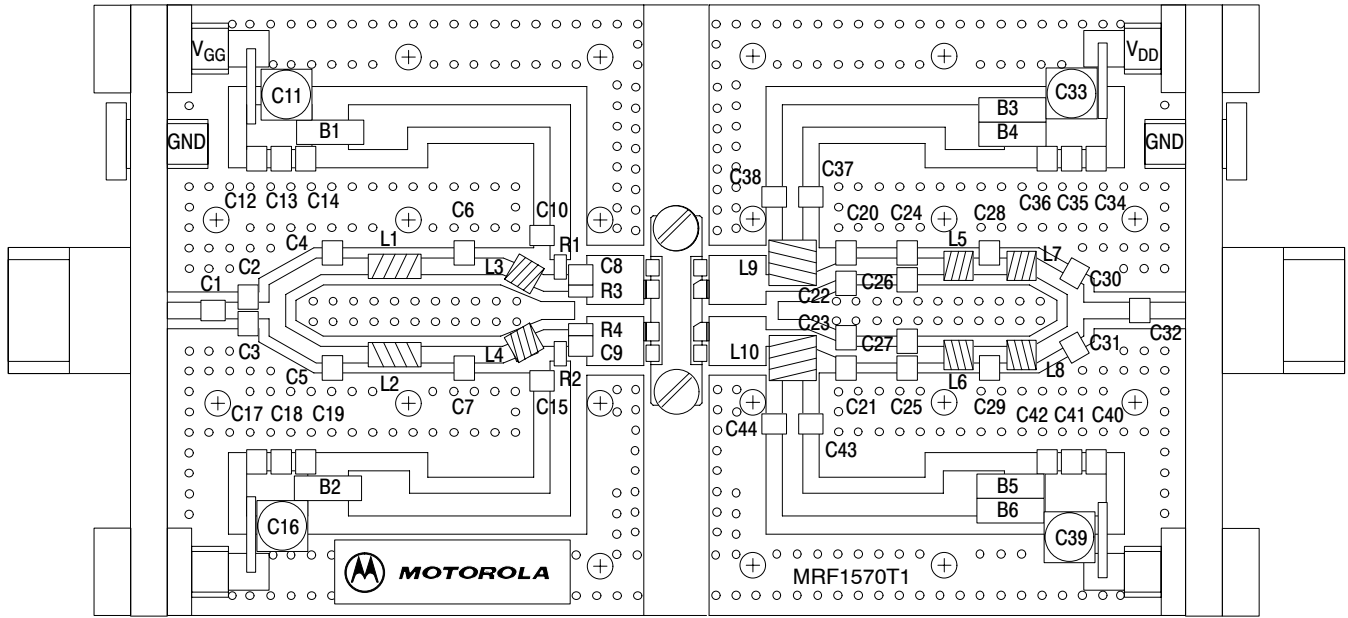 VGG
C11
B1
GND
C12 C13 C14
C4
L1
C6
C10
R1
C2
C1
L3
C8
R3
C3
C5
L2
L4
C7
R4
C9
R2
C15
C17 C18 C19
B2
C16
MOTOROLA
VDD
C33
B3
B4
GND
C38
C37
C36 C35 C34
C20 C24 C28
L5
L7
L9
C22
C26
C30
C23
C27
C32
C31
L10
L6
L8
C21 C25 C29
C42 C41 C40
C44
C43
B5
B6
C39
MRF1570T1